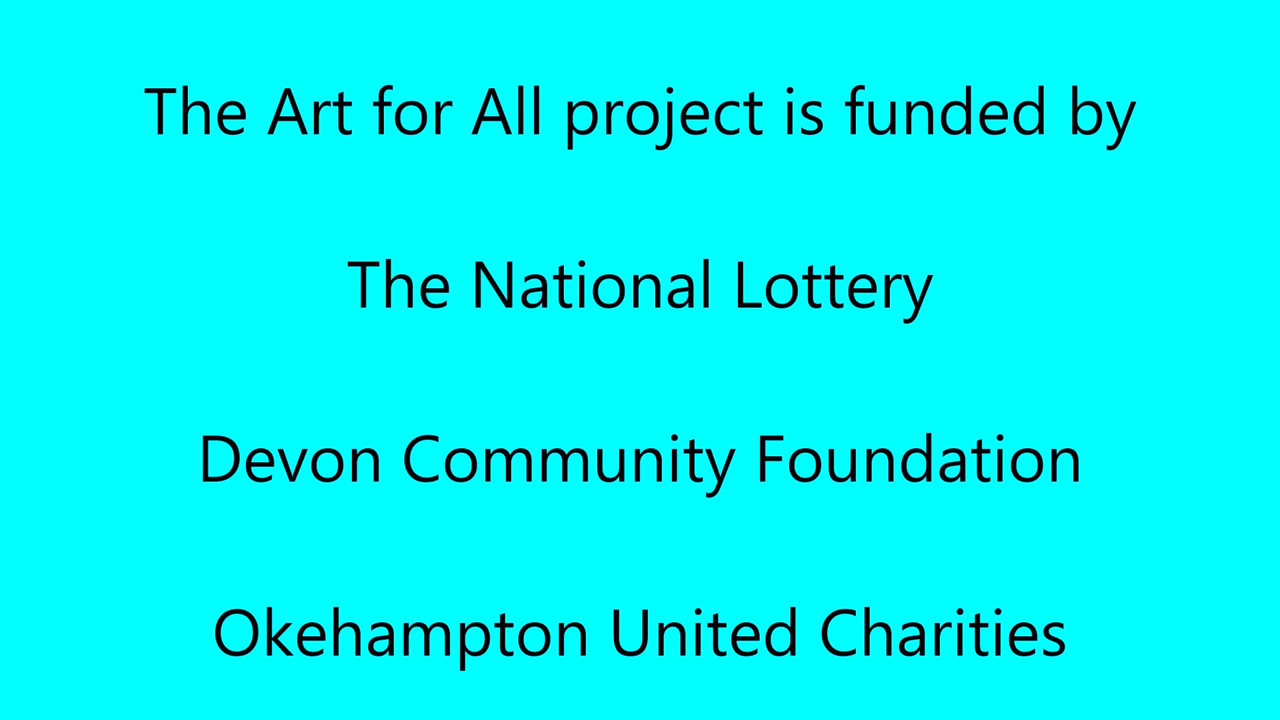 The Art for All project is funded by
The National Lottery
Devon Community Foundation
Okehampton United Charities